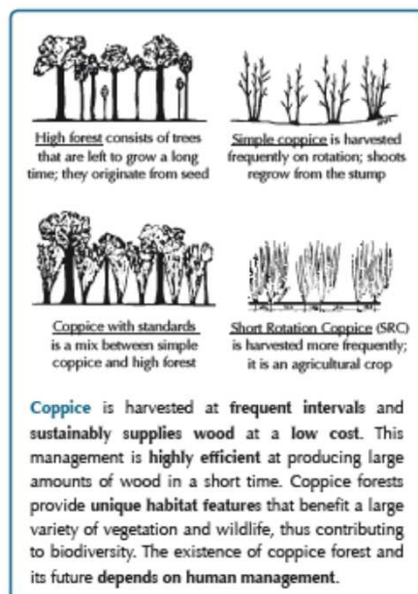 High forest consists of trees
that are left to grow a long
time; they originate from seed
Simple coppice is harvested
frequently on rotation; shoots
regrow from the stump
Coppice with standards
is a mix between simple
coppice and high forest
Short Rotation Coppice (SRC)
is harvested more frequently;
it is an agricultural crop
Coppice is harvested at frequent intervals and
sustainably supplies wood at a low cost. This
management is highly efficient at producing large
amounts of wood in a short time. Coppice forests
provide unique habitat features that benefit a large
variety of vegetation and wildlife, thus contributing
to biodiversity. The existence of coppice forest and
its future depends on human management.